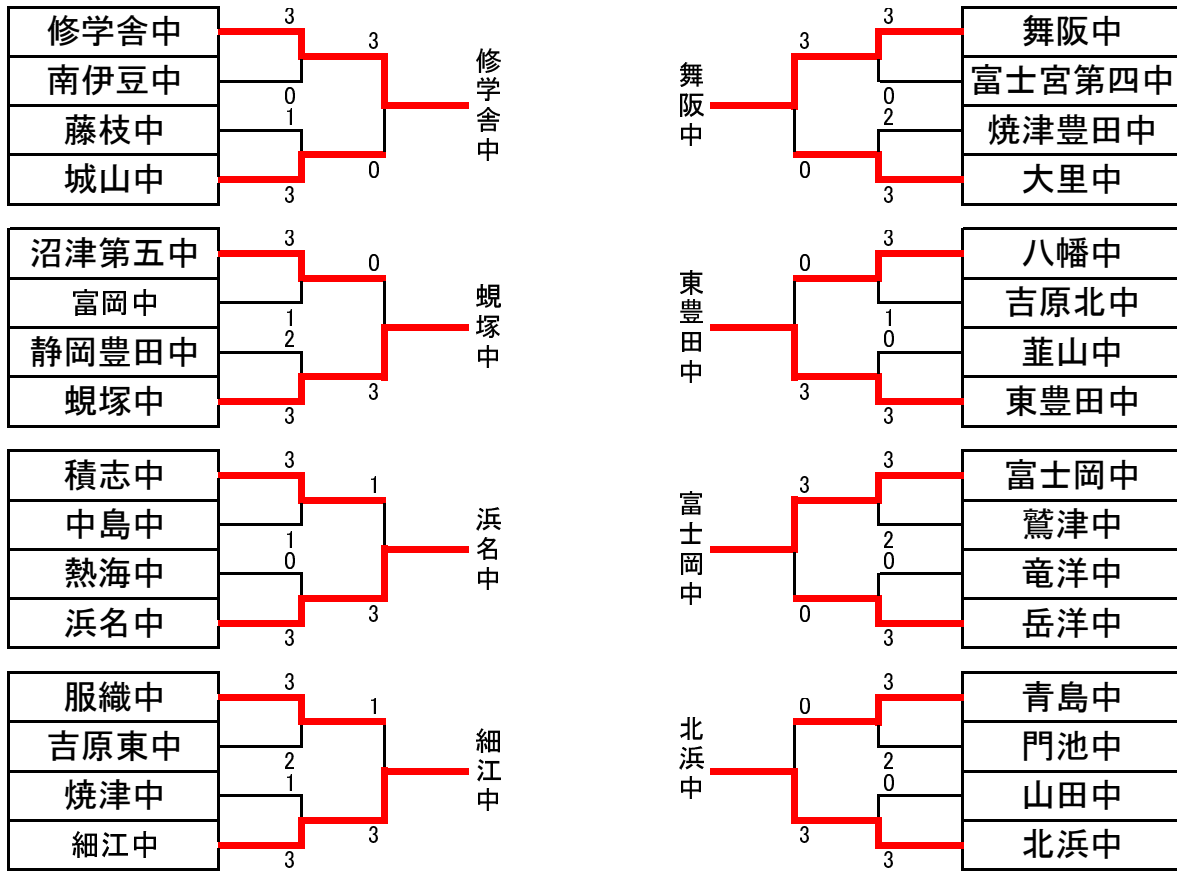 修学舎中
南伊豆中
藤枝中
城山中
3
0
1
3
3
0
修学舎中
沼津第五中
富岡中
静岡豊田中
蜆塚中
3
1
2
3
0
3
蜆塚中
積志中
中島中
熱海中
浜名中
3
1
0
3
1
3
浜名中
服織中
吉原東中
焼津中
細江中
3
2
1
3
1
3
細江中
舞阪中
3
0
3
0
2
3
舞阪中
富士宮第四中
焼津豊田中
大里中
東豊田中
0
3
3
1
0
3
八幡中
吉原北中
韮山中
東豊田中
富士岡中
3
0
3
2
0
3
富士岡中
鷲津中
竜洋中
岳洋中
北浜中
0
3
3
2
0
3
青島中
門池中
山田中
北浜中